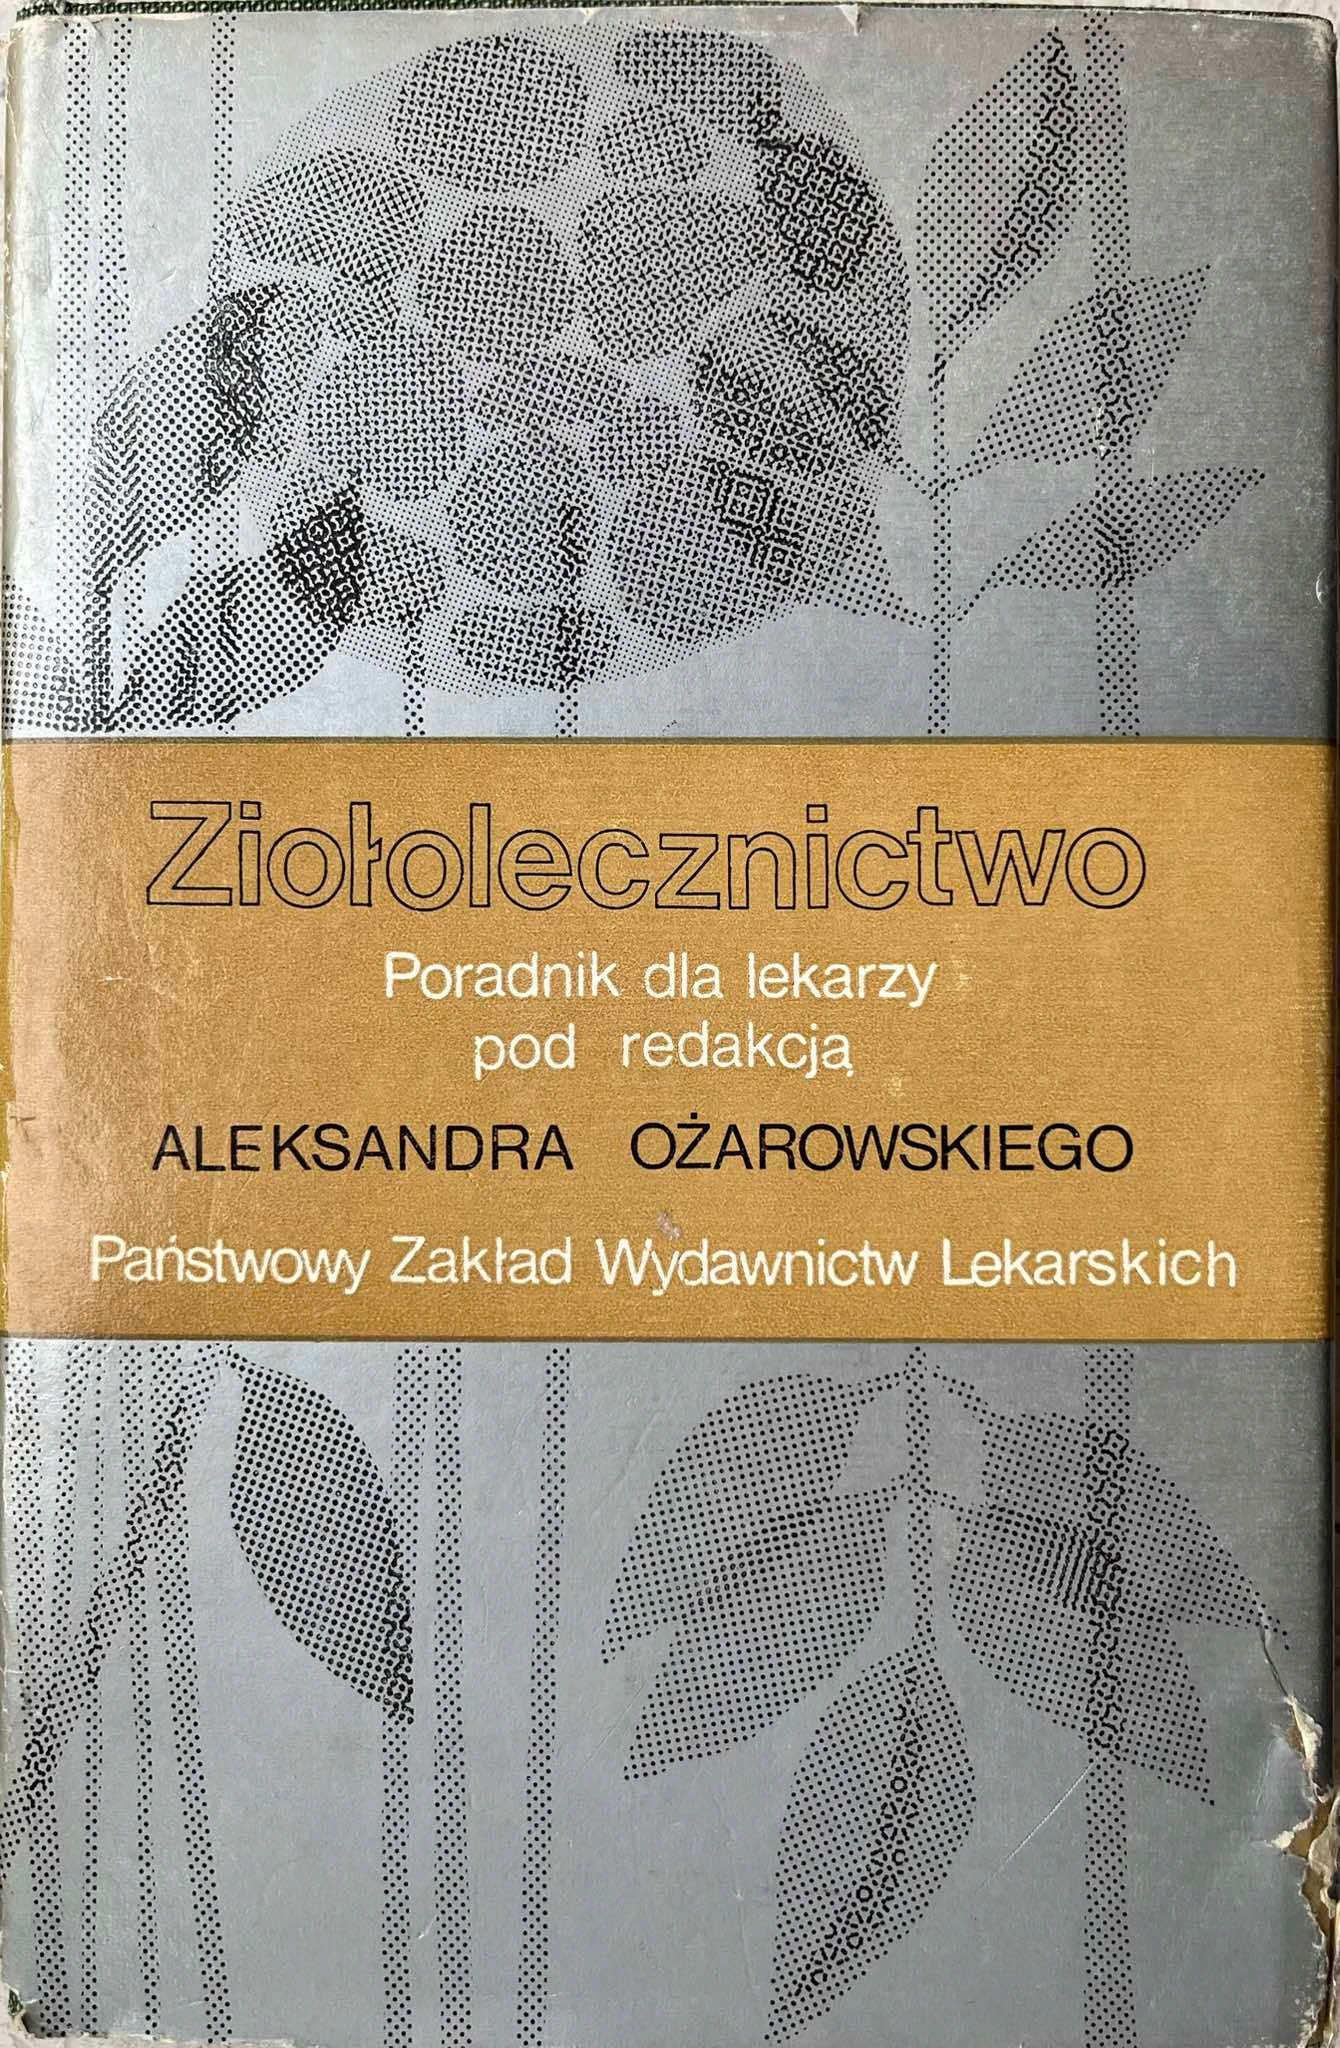 Ziołolecznictwo
Poradnik dla lekarzy
pod redakcją
ALEKSANDRA OŻAROWSKIEGO
Państwowy Zakład Wydawnictw Lekarskich